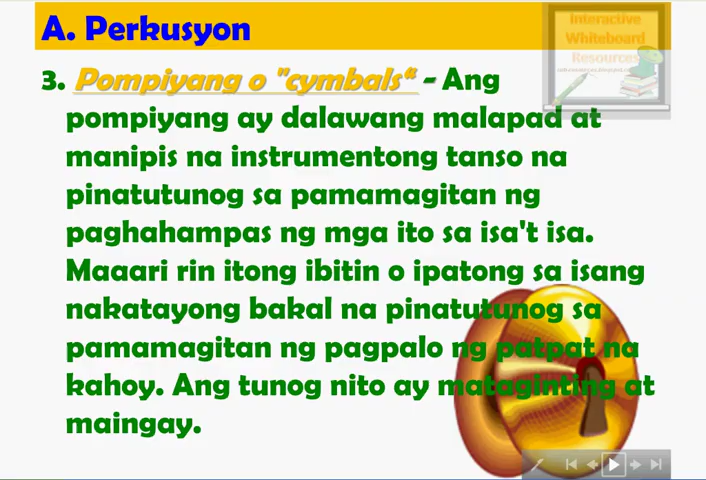 A. Perkusyon
Interactive
Whiteboard
Resources
3. Pompiyang o "cymbals“ - Ang
pompiyang ay dalawang malapad at
manipis na instrumentong tanso na
pinatutunog sa pamamagitan ng
paghahampas ng mga ito sa isa't isa.
Maaari rin itong ibitin o ipatong sa isang
nakatayong bakal na pinatutunog sa
pamamagitan ng pagpalo ng patpat na
kahoy. Ang tunog nito ay mataginting at
maingay.